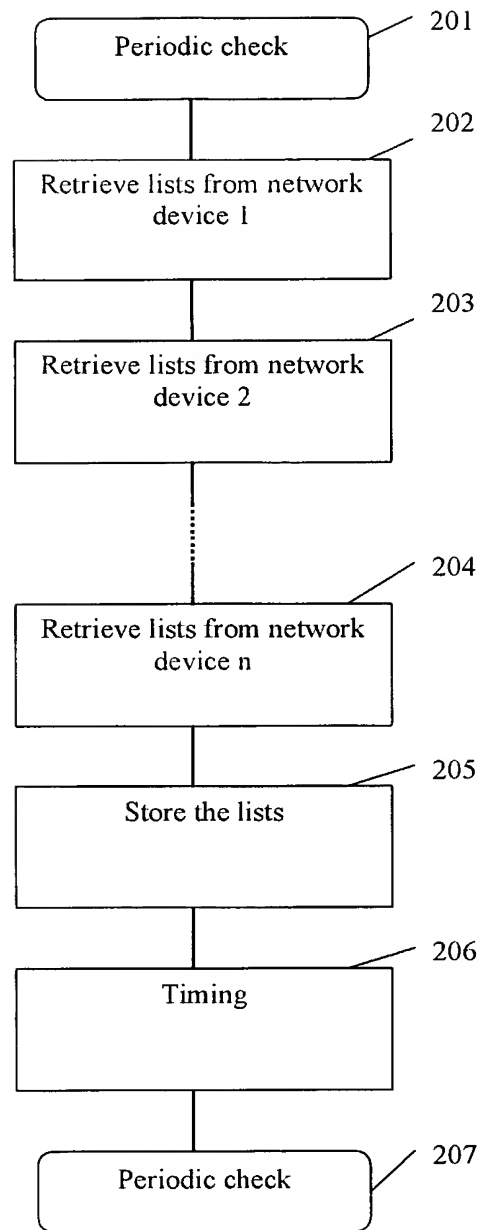 201
Periodic check
202
Retrieve lists from network
device 1
203
Retrieve lists from network
device 2
204
Retrieve lists from network
device n
205
Store the lists
206
Timing
207
Periodic check